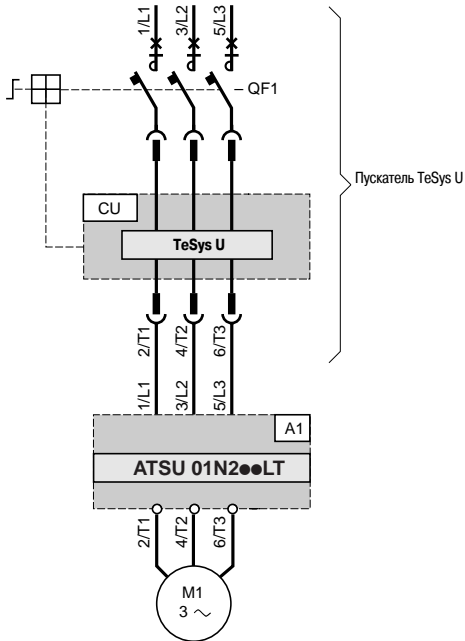 1/L1
3/L2
5/L3
QF1
Пускатель TeSys U
CU
TeSys U
2/T1
4/T2
6/T3
1/L1
3/L2
5/L3
A1
ATSU 01N2●●LT
2/T1
4/T2
6/T3
M1
3 ~